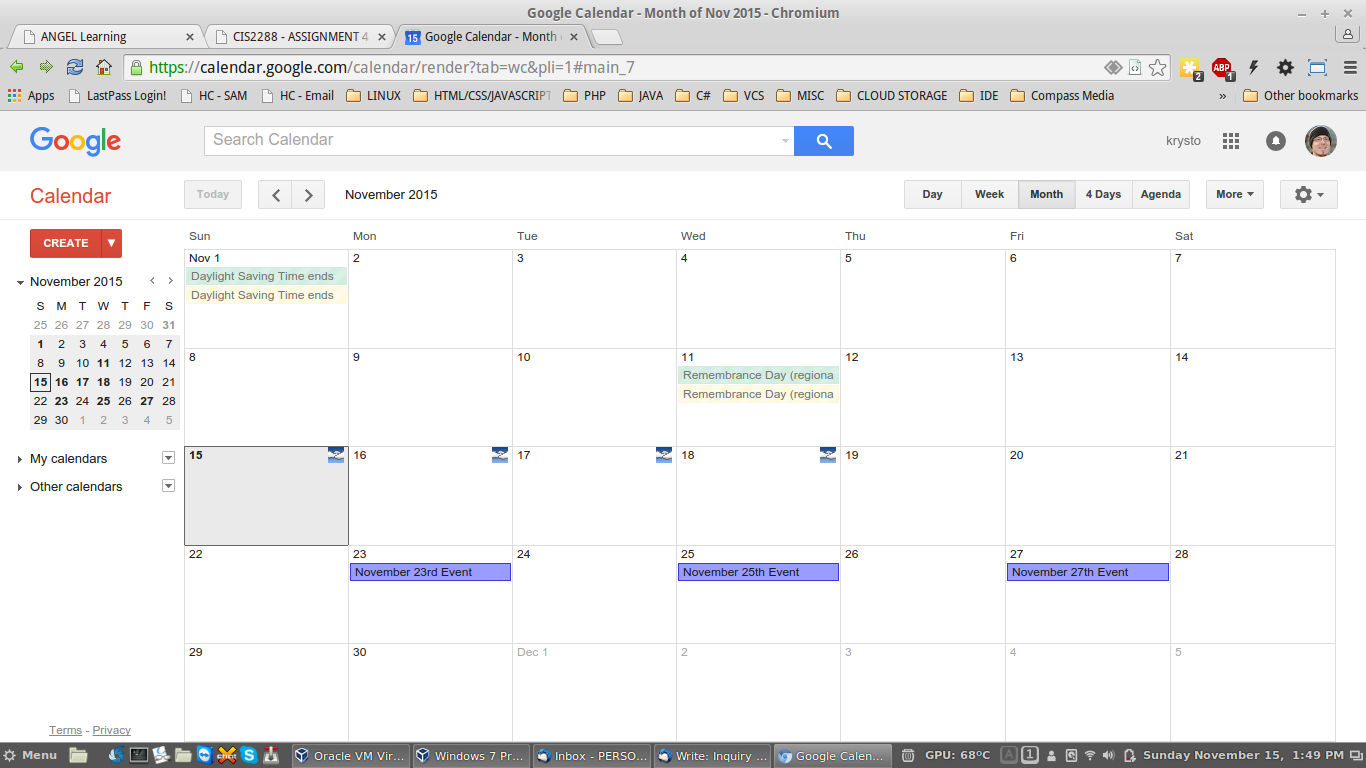 Google Calendar - Month of Nov 2015 - Chromium
ANGEL Learning
CIS2288 - ASSIGNMENT 4
15 Google Calendar - Month
https://calendar.google.com/calendar/render?tab=wc&pli=1#main_7
2
ABP 1
Apps LastPass Login! HC - SAM HC - Email LINUX HTML/CSS/JAVASCRIPT PHP JAVA C# VCS MISC CLOUD STORAGE IDE Compass Media » Other bookmarks
Google
Search Calendar
krysto
Calendar
Today
November 2015
Day Week Month 4 Days Agenda
More
CREATE
November 2015
S M T W T F S
25 26 27 28 29 30 31
1 2 3 4 5 6 7
8 9 10 11 12 13 14
15 16 17 18 19 20 21
22 23 24 25 26 27 28
29 30 1 2 3 4 5
My calendars
Other calendars
Terms - Privacy
Sun Mon Tue Wed Thu Fri Sat
Nov 1 2 3 4 5 6 7
Daylight Saving Time ends
Daylight Saving Time ends
8 9 10 11 12 13 14
Remembrance Day (regiona
Remembrance Day (regiona
15 16 17 18 19 20 21
22 23 24 25 26 27 28
November 23rd Event November 25th Event November 27th Event
29 30 Dec 1 2 3 4 5
Menu
Oracle VM Vir...
Windows 7 Pr...
Inbox - PERSO...
Write: Inquiry ...
Google Calen...
GPU: 68ºC
A 1
Sunday November 15, 1:49 PM